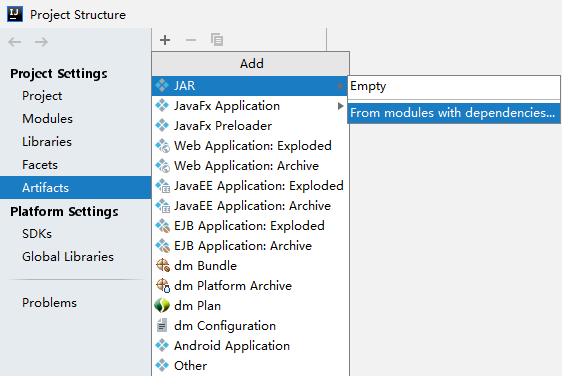 IJ
Project Structure
Project Settings
Project
Modules
Libraries
Facets
Artifacts
Platform Settings
SDKs
Global Libraries
Problems
Add
JAR
JavaFx Application
JavaFx Preloader
Web Application: Exploded
Web Application: Archive
JavaEE Application: Exploded
JavaEE Application: Archive
EJB Application: Exploded
EJB Application: Archive
dm Bundle
dm Platform Archive
dm Plan
dm Configuration
Android Application
Other
Empty
From modules with dependencies...